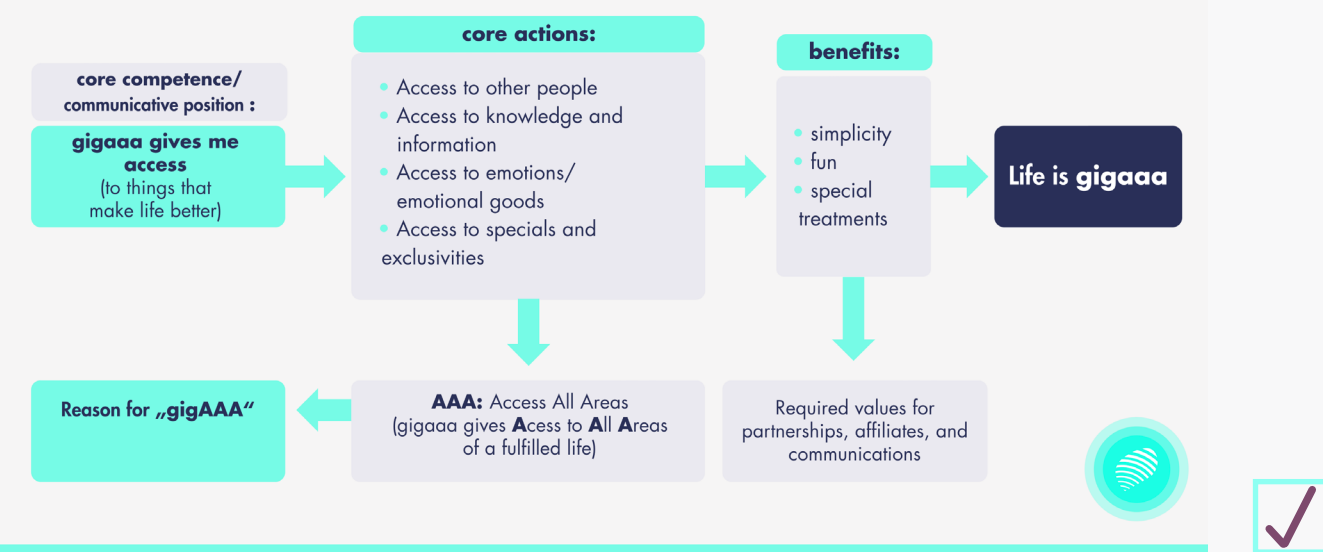 core competence/
communicative position :
gigaaa gives me
access
(to things that
make life better)
core actions:
• Access to other people
• Access to knowledge and
information
• Access to emotions/
emotional goods
• Access to specials and
exclusivities
benefits:
• simplicity
• fun
• special
treatments
Life is gigaaa
Reason for „gigAAA“
AAA: Access All Areas
(gigaaa gives Acess to All Areas
of a fulfilled life)
Required values for
partnerships, affiliates, and
communications